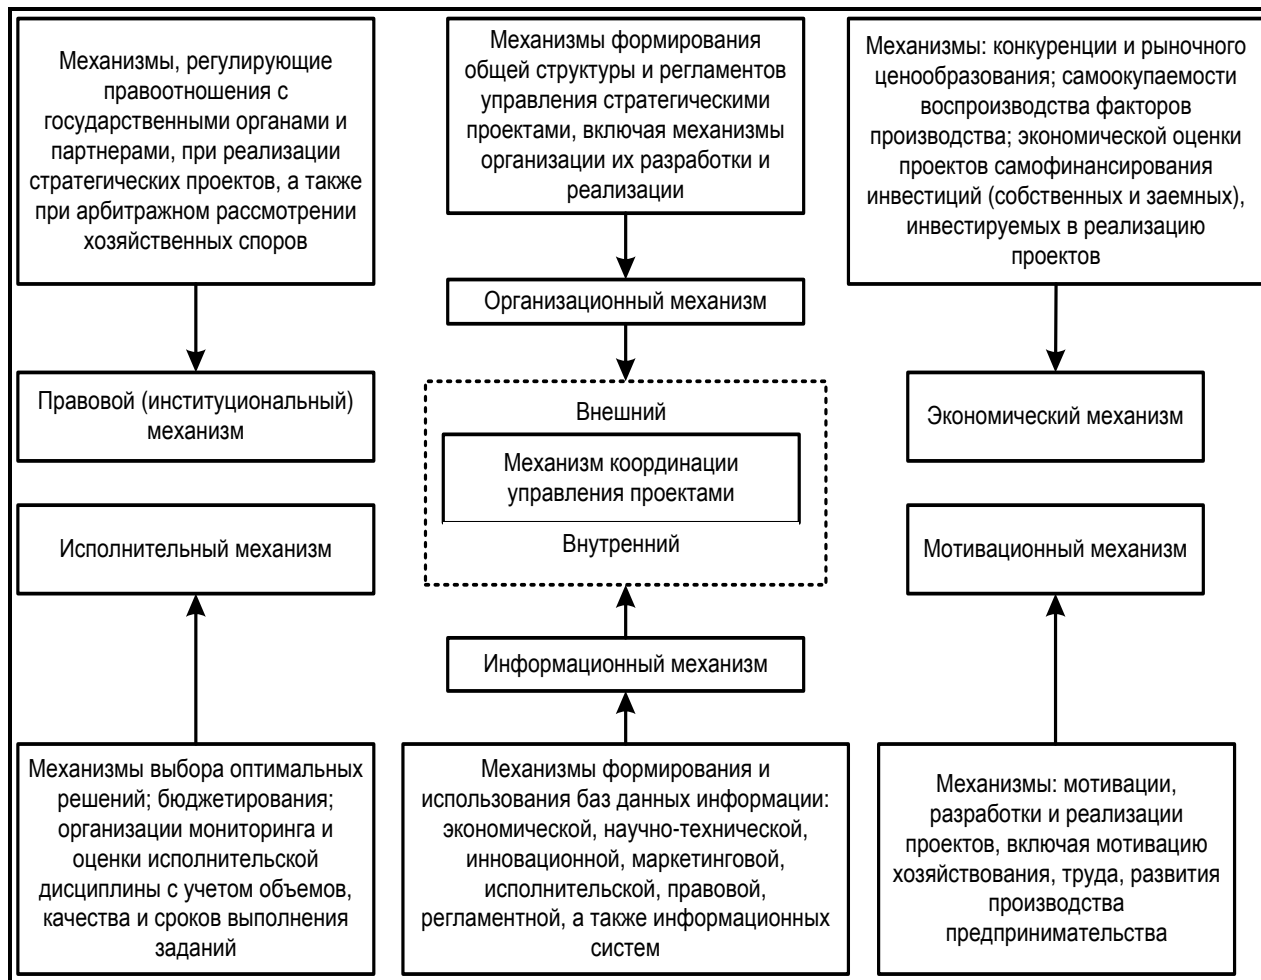 Механизмы, регулирующие
правоотношения с
государственными органами и
партнерами, при реализации
стратегических проектов, а также
при арбитражном рассмотрении
хозяйственных споров
Механизмы формирования
общей структуры и регламентов
управления стратегическими
проектами, включая механизмы
организации их разработки и
реализации
Механизмы: конкуренции и рыночного
ценообразования; самоокупаемости
воспроизводства факторов
производства; экономической оценки
проектов самофинансирования
инвестиций (собственных и заемных),
инвестируемых в реализацию
проектов
Организационный механизм
Правовой (институциональный)
механизм
Внешний
Механизм координации
управления проектами
Внутренний
Экономический механизм
Исполнительный механизм
Мотивационный механизм
Информационный механизм
Механизмы выбора оптимальных
решений; бюджетирования;
организации мониторинга и
оценки исполнительской
дисциплины с учетом объемов,
качества и сроков выполнения
заданий
Механизмы формирования и
использования баз данных информации:
экономической, научно-технической,
инновационной, маркетинговой,
исполнительской, правовой,
регламентной, а также информационных
систем
Механизмы: мотивации,
разработки и реализации
проектов, включая мотивацию
хозяйствования, труда, развития
производства
предпринимательства